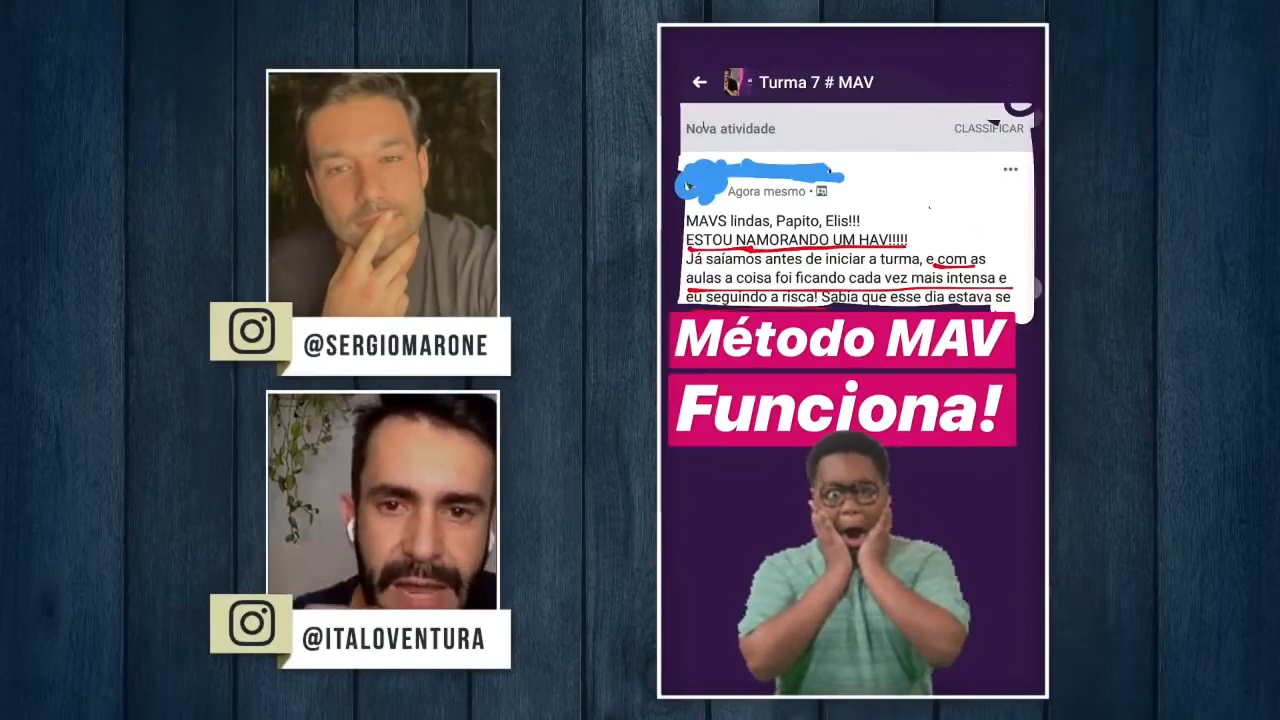 @SERGIOMARONE
@ITALOVENTURA
Turma 7 # MAV
Nova atividade
CLASSIFICAR
Agora mesmo
MAVS lindas, Papito, Elis!!!
ESTOU NAMORANDO UM HAV!!!!!
Já saíamos antes de iniciar a turma, e com as
aulas a coisa foi ficando cada vez mais intensa e
eu seguindo a risca! Sabia que esse dia estava se
Método MAV
Funciona!